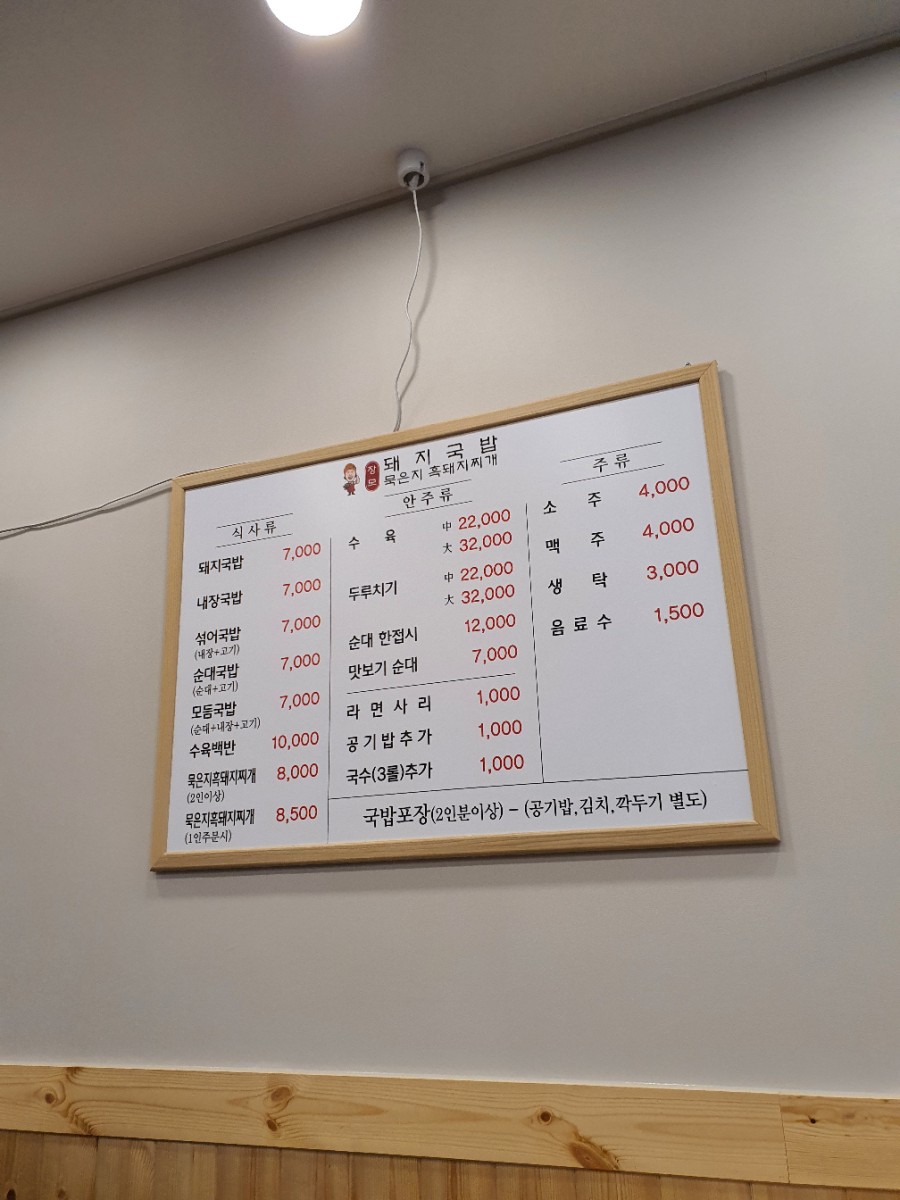 장모
돼지국밥
묵은지 흑돼지찌개
식사류
돼지국밥 7,000
내장국밥 7,000
섞어국밥 7,000
(내장+고기)
순대국밥 7,000
(순대+고기)
모둠국밥 7,000
(순대+내장+고기)
수육백반 10,000
묵은지흑돼지찌개 8,000
(2인이상)
묵은지흑돼지찌개 8,500
(1인주문시)
안주류
수육 中 22,000
大 32,000
두루치기 中 22,000
大 32,000
순대 한접시 12,000
맛보기 순대 7,000
라면사리 1,000
공기밥추가 1,000
국수(3롤)추가 1,000
주류
소주 4,000
맥주 4,000
생탁 3,000
음료수 1,500
국밥포장(2인분이상) - (공기밥,김치,깍두기 별도)